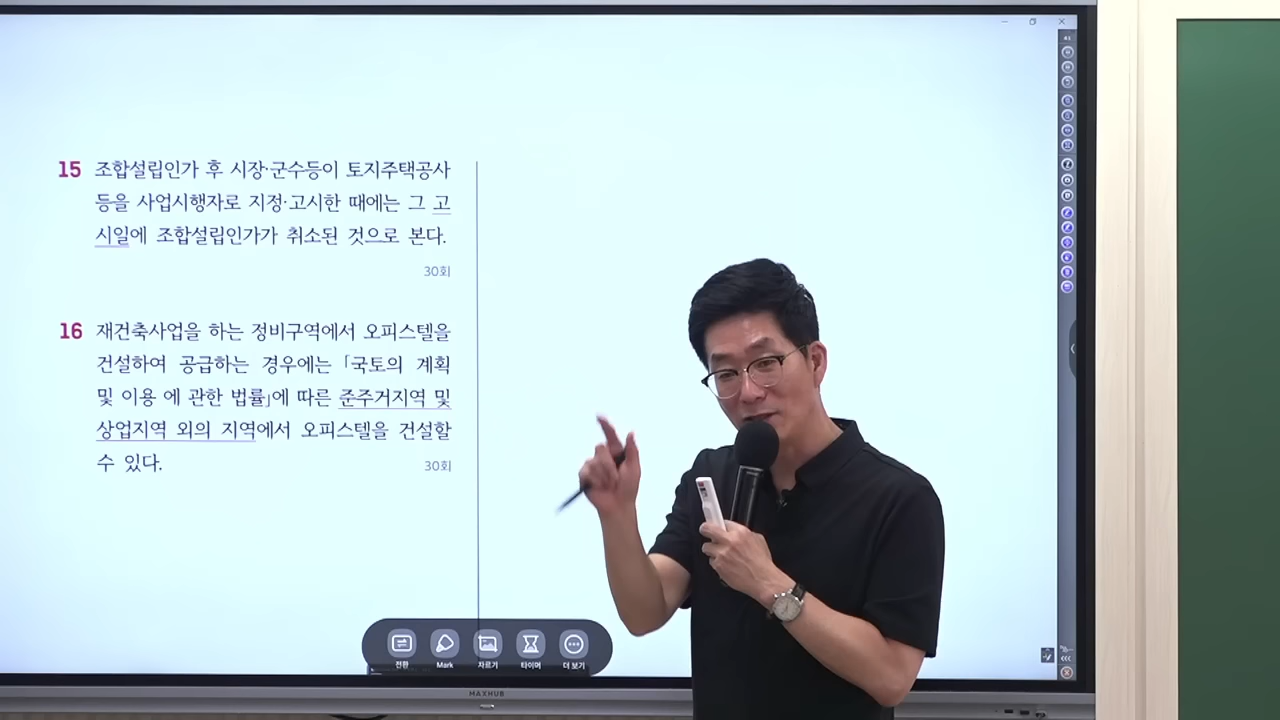 15 조합설립인가 후 시장·군수등이 토지주택공사
등을 사업시행자로 지정·고시한 때에는 그 고
시일에 조합설립인가가 취소된 것으로 본다.
30회
16 재건축사업을 하는 정비구역에서 오피스텔을
건설하여 공급하는 경우에는 「국토의 계획
및 이용 에 관한 법률」에 따른 준주거지역 및
상업지역 외의 지역에서 오피스텔을 건설할
수 있다.
30회
전환 Mark 자르기 타이머 더 보기
MAXHUB